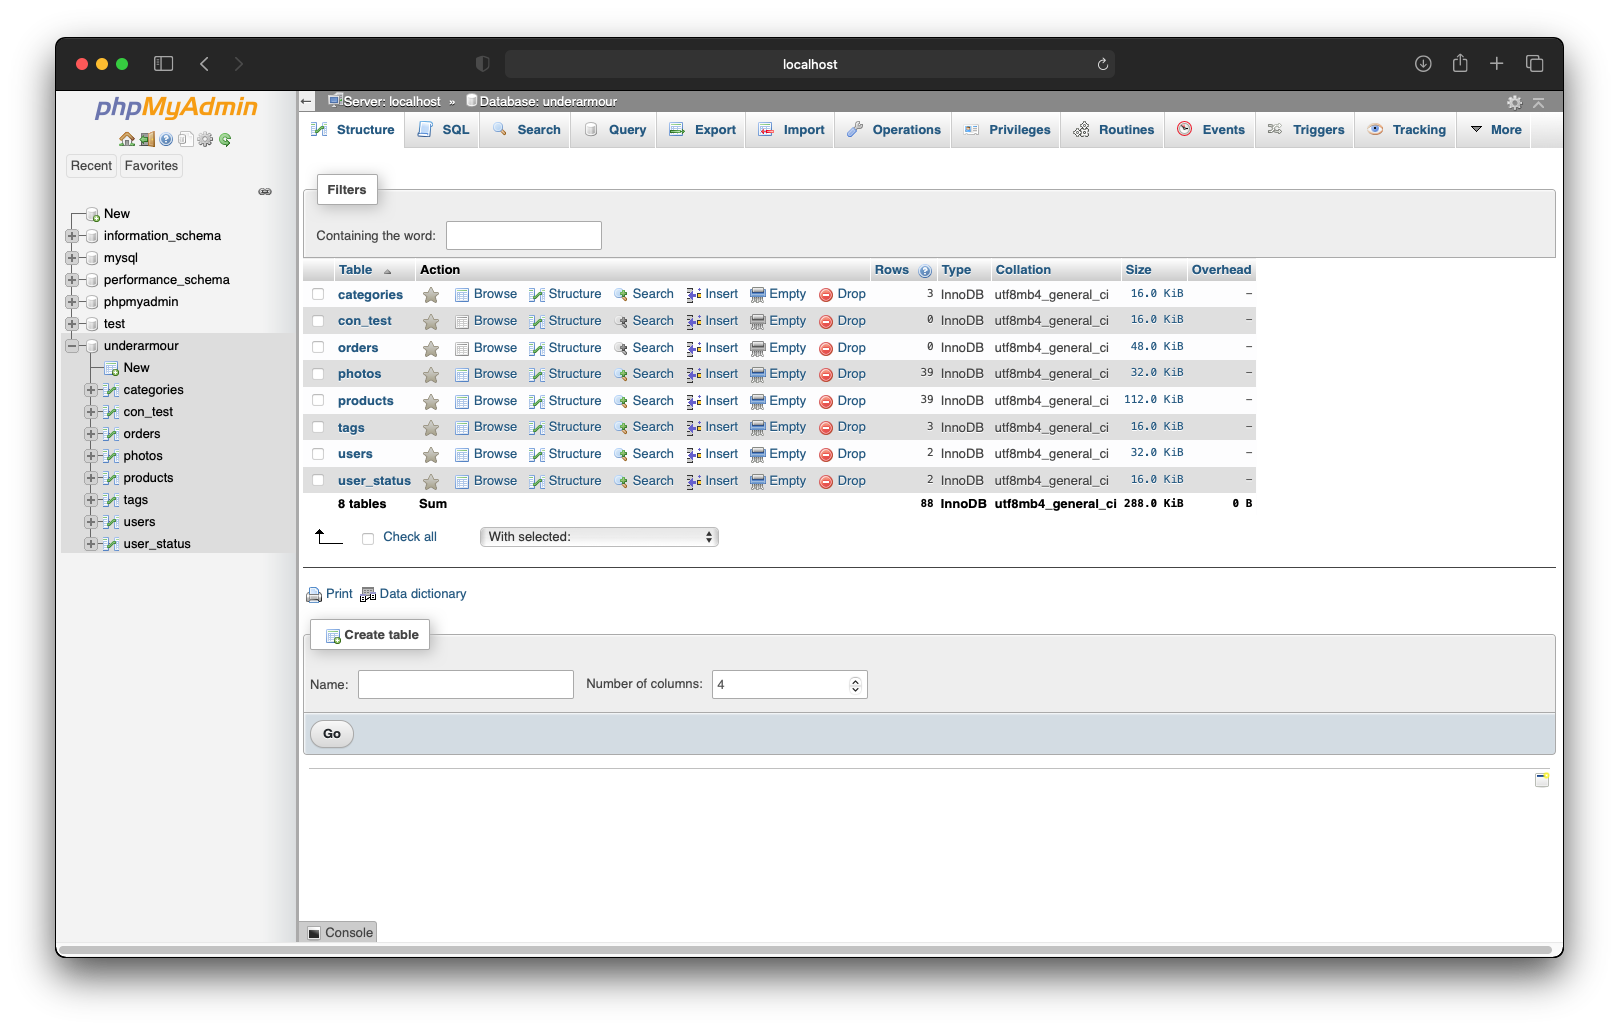 localhost
phpMyAdmin
Recent Favorites
New
information_schema
mysql
performance_schema
phpmyadmin
test
underarmour
New
categories
con_test
orders
photos
products
tags
users
user_status
Server: localhost » Database: underarmour
Structure SQL Search Query Export Import Operations Privileges Routines Events Triggers Tracking More
Filters
Containing the word:
Table Action Rows Type Collation Size Overhead
categories Browse Structure Search Insert Empty Drop 3 InnoDB utf8mb4_general_ci 16.0 KiB –
con_test Browse Structure Search Insert Empty Drop 0 InnoDB utf8mb4_general_ci 16.0 KiB –
orders Browse Structure Search Insert Empty Drop 0 InnoDB utf8mb4_general_ci 48.0 KiB –
photos Browse Structure Search Insert Empty Drop 39 InnoDB utf8mb4_general_ci 32.0 KiB –
products Browse Structure Search Insert Empty Drop 39 InnoDB utf8mb4_general_ci 112.0 KiB –
tags Browse Structure Search Insert Empty Drop 3 InnoDB utf8mb4_general_ci 16.0 KiB –
users Browse Structure Search Insert Empty Drop 2 InnoDB utf8mb4_general_ci 32.0 KiB –
user_status Browse Structure Search Insert Empty Drop 2 InnoDB utf8mb4_general_ci 16.0 KiB –
8 tables Sum 88 InnoDB utf8mb4_general_ci 288.0 KiB 0 B
Check all With selected:
Print Data dictionary
Create table
Name: Number of columns: 4
Go
Console